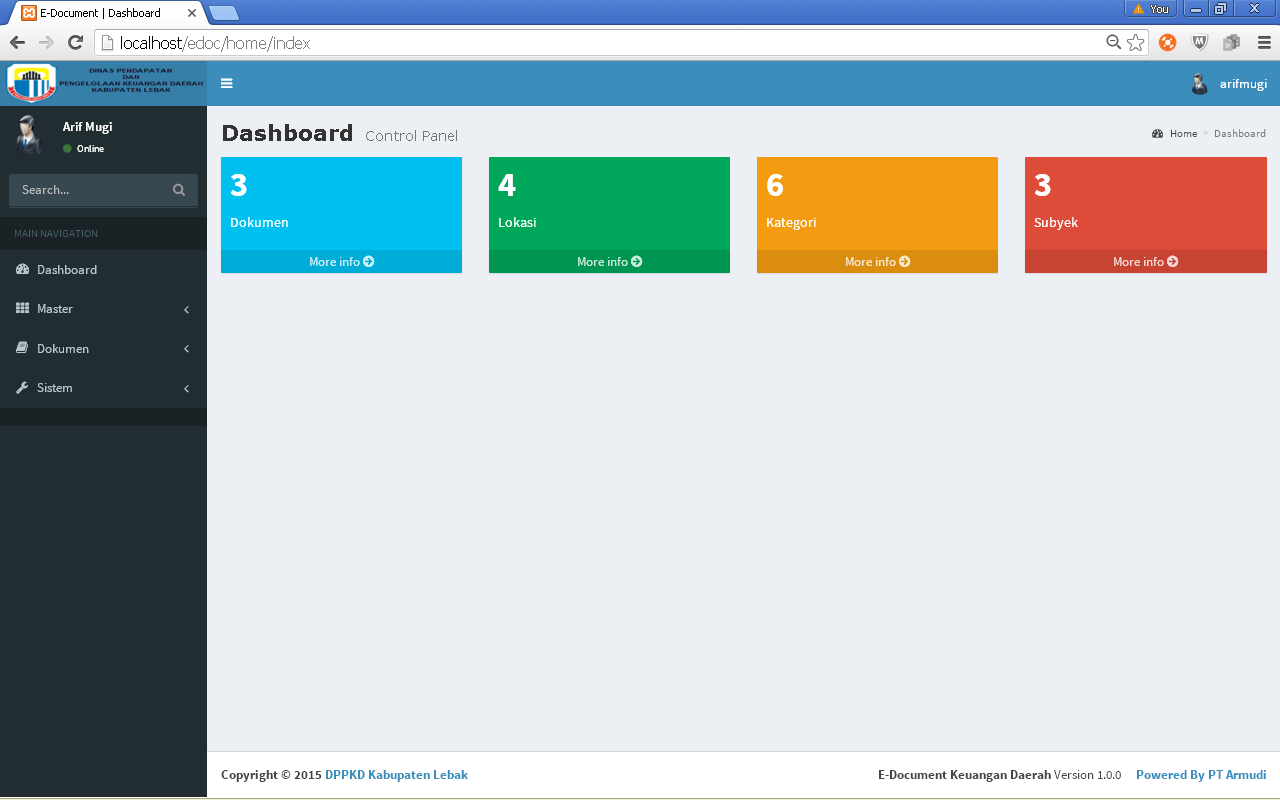 E-Document | Dashboard
You
localhost/edoc/home/index
DINAS PENDAPATAN
DAN
PENGELOLAAN KEUANGAN DAERAH
KABUPATEN LEBAK
arifmugi
Arif Mugi
Online
Search...
MAIN NAVIGATION
Dashboard
Master
Dokumen
Sistem
Dashboard Control Panel
Home > Dashboard
3
Dokumen
More info
4
Lokasi
More info
6
Kategori
More info
3
Subyek
More info
Copyright © 2015 DPPKD Kabupaten Lebak
E-Document Keuangan Daerah Version 1.0.0 Powered By PT Armudi